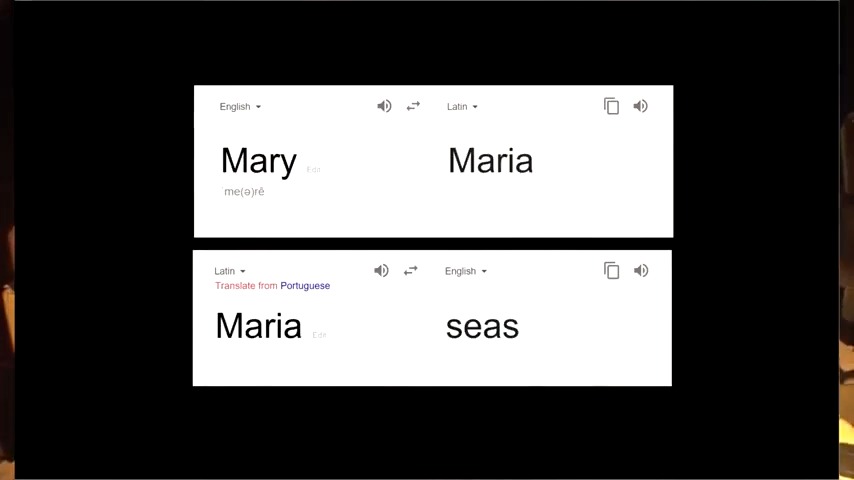 English Latin
Mary Edit Maria
ˈme(ə)rē
Latin English
Translate from Portuguese
Maria Edit seas